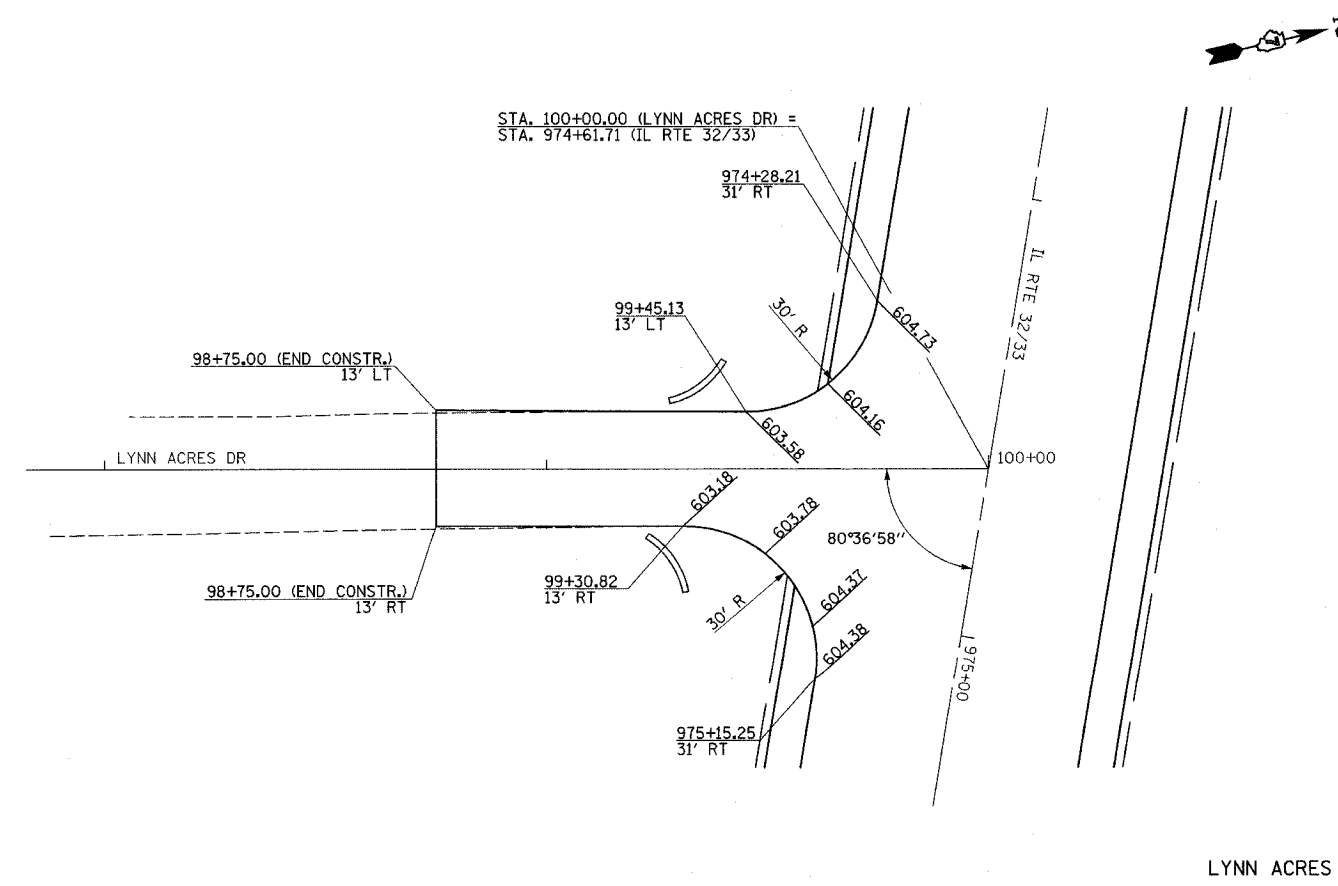 STA. 100+00.00 (LYNN ACRES DR) =
STA. 974+61.71 (IL RTE 32/33)
974+28.21
31' RT
IL RTE 32/33
99+45.13
13' LT
30' R
604.73
98+75.00 (END CONSTR.)
13' LT
604.16
603.58
LYNN ACRES DR
100+00
603.18
603.78
80°36'58''
98+75.00 (END CONSTR.)
13' RT
99+30.82
13' RT
30' R
604.37
604.38
975+00
975+15.25
31' RT
LYNN ACRES